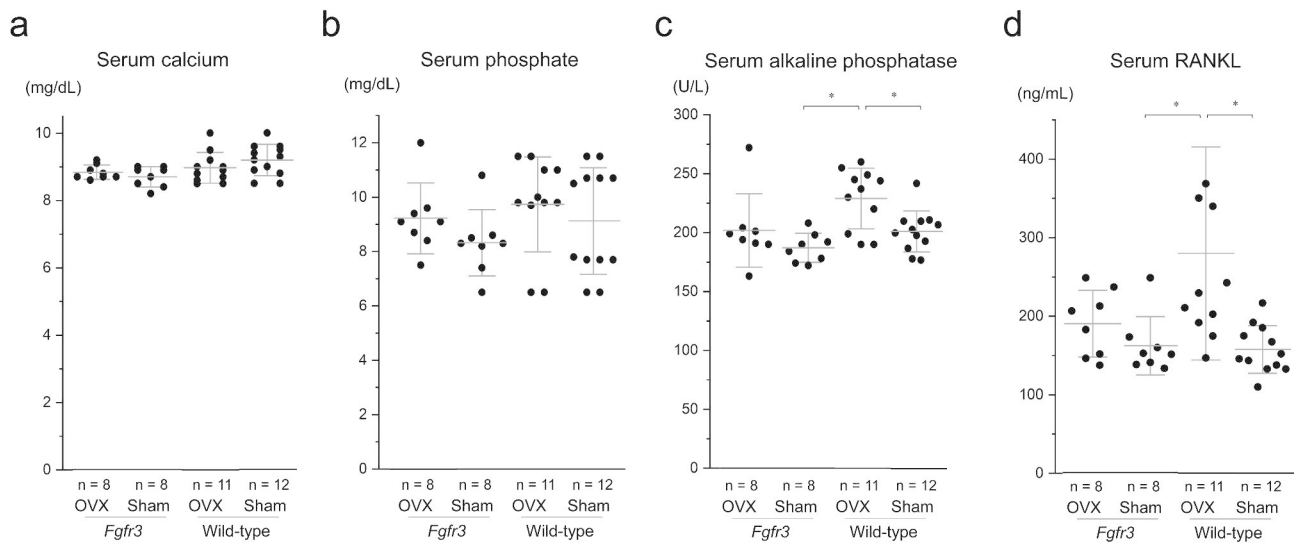 a
Serum calcium
(mg/dL)
10
8
6
4
2
0
n = 8 n = 8 n = 11 n = 12
OVX Sham OVX Sham
Fgfr3 Wild-type
b
Serum phosphate
(mg/dL)
12
10
8
6
4
2
0
n = 8 n = 8 n = 11 n = 12
OVX Sham OVX Sham
Fgfr3 Wild-type
c
Serum alkaline phosphatase
(U/L)
* *
300
250
200
150
100
50
0
n = 8 n = 8 n = 11 n = 12
OVX Sham OVX Sham
Fgfr3 Wild-type
d
Serum RANKL
(ng/mL)
* *
400
300
200
100
0
n = 8 n = 8 n = 11 n = 12
OVX Sham OVX Sham
Fgfr3 Wild-type